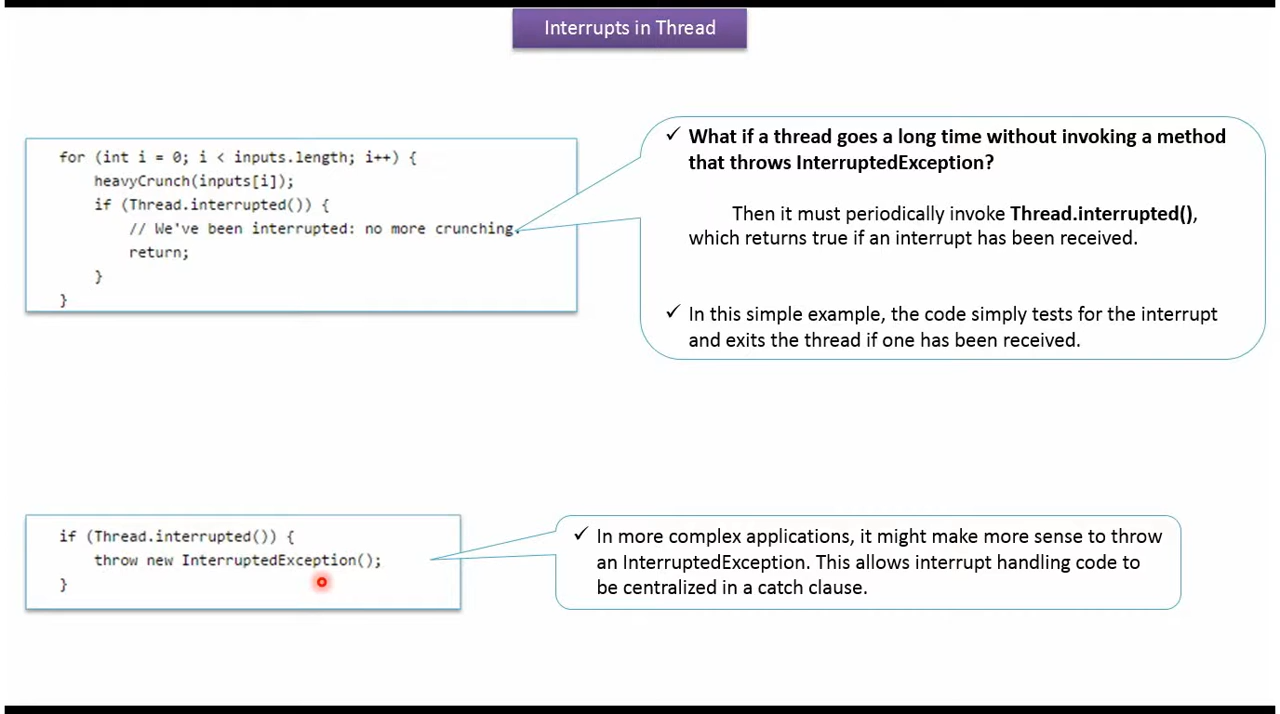 Interrupts in Thread
for (int i = 0; i < inputs.length; i++) {
heavyCrunch(inputs[i]);
if (Thread.interrupted()) {
// We've been interrupted: no more crunching.
return;
}
}
✓ What if a thread goes a long time without invoking a method
that throws InterruptedException?
Then it must periodically invoke Thread.interrupted(),
which returns true if an interrupt has been received.
✓ In this simple example, the code simply tests for the interrupt
and exits the thread if one has been received.
if (Thread.interrupted()) {
throw new InterruptedException();
}
✓ In more complex applications, it might make more sense to throw
an InterruptedException. This allows interrupt handling code to
be centralized in a catch clause.